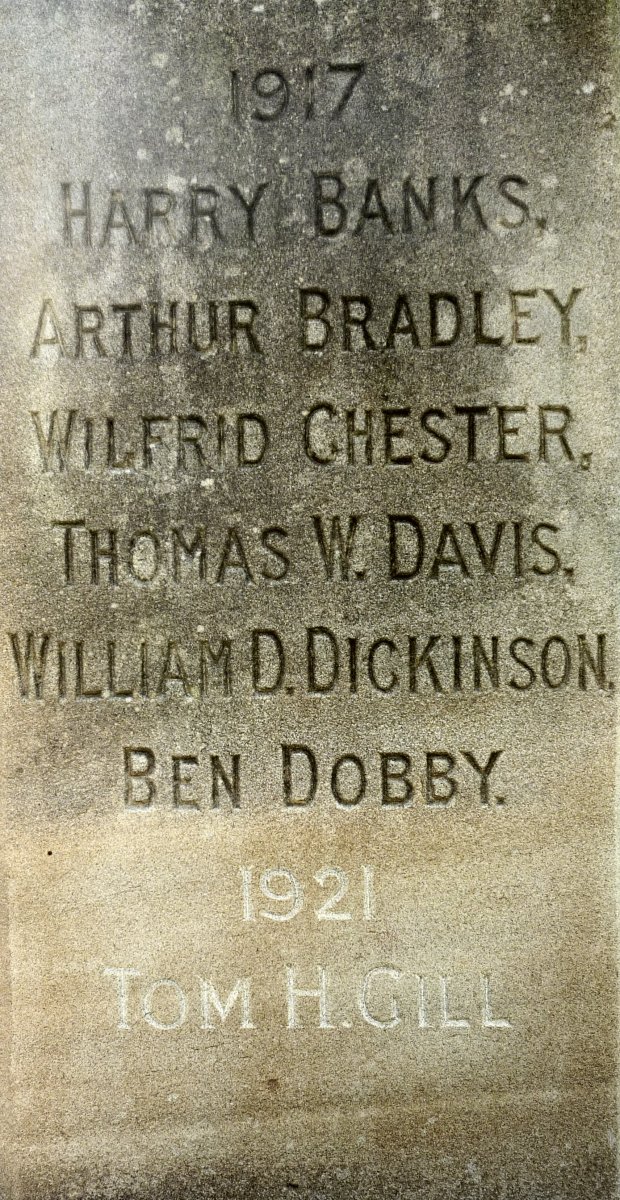 1917
HARRY BANKS,
ARTHUR BRADLEY,
WILFRID CHESTER,
THOMAS W. DAVIS.
WILLIAM D. DICKINSON.
BEN DOBBY.
1921
TOM H. GILL